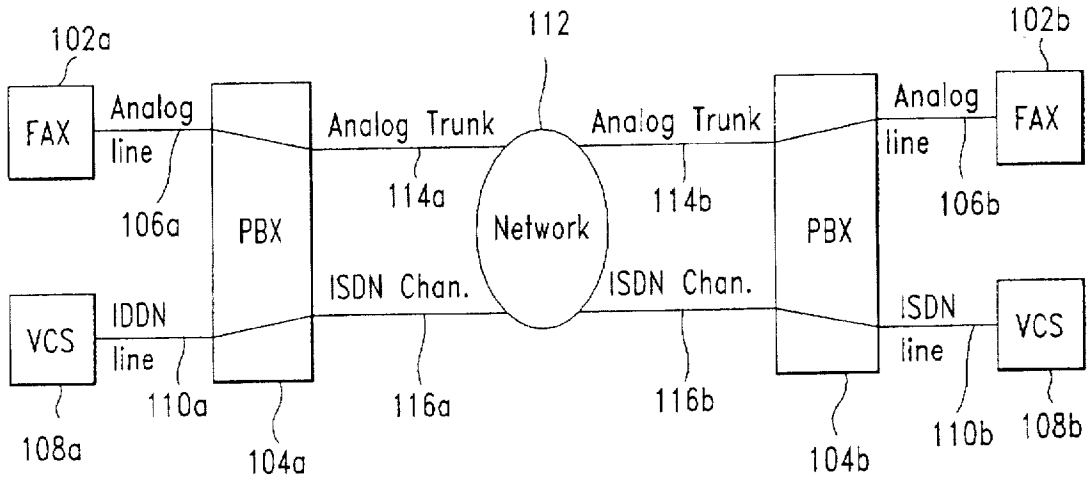 102a
112
102b
FAX
Analog
line
Analog Trunk
Analog Trunk
Analog
line
FAX
106a
114a
114b
106b
PBX
Network
PBX
VCS
IDDN
line
ISDN Chan.
ISDN Chan.
ISDN
line
VCS
108a
110a
116a
116b
110b
108b
104a
104b